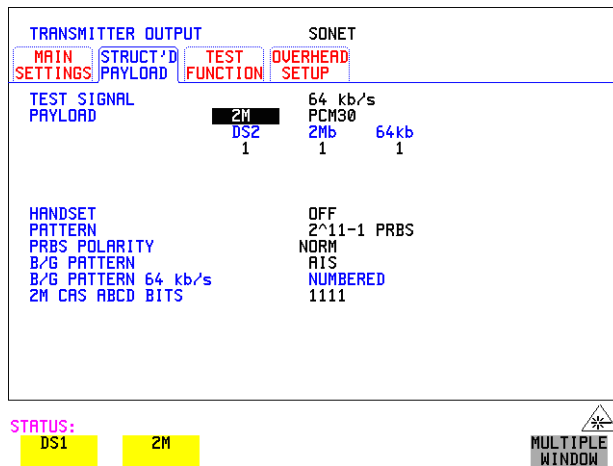 TRANSMITTER OUTPUT SONET
MAIN SETTINGS STRUCT'D PAYLOAD TEST FUNCTION OVERHEAD SETUP
TEST SIGNAL 64 kb/s
PAYLOAD 2M PCM30
DS2 2Mb 64kb
1 1 1
HANDSET OFF
PATTERN 2^11-1 PRBS
PRBS POLARITY NORM
B/G PATTERN AIS
B/G PATTERN 64 kb/s NUMBERED
2M CAS ABCD BITS 1111
STATUS:
DS1 2M MULTIPLE WINDOW